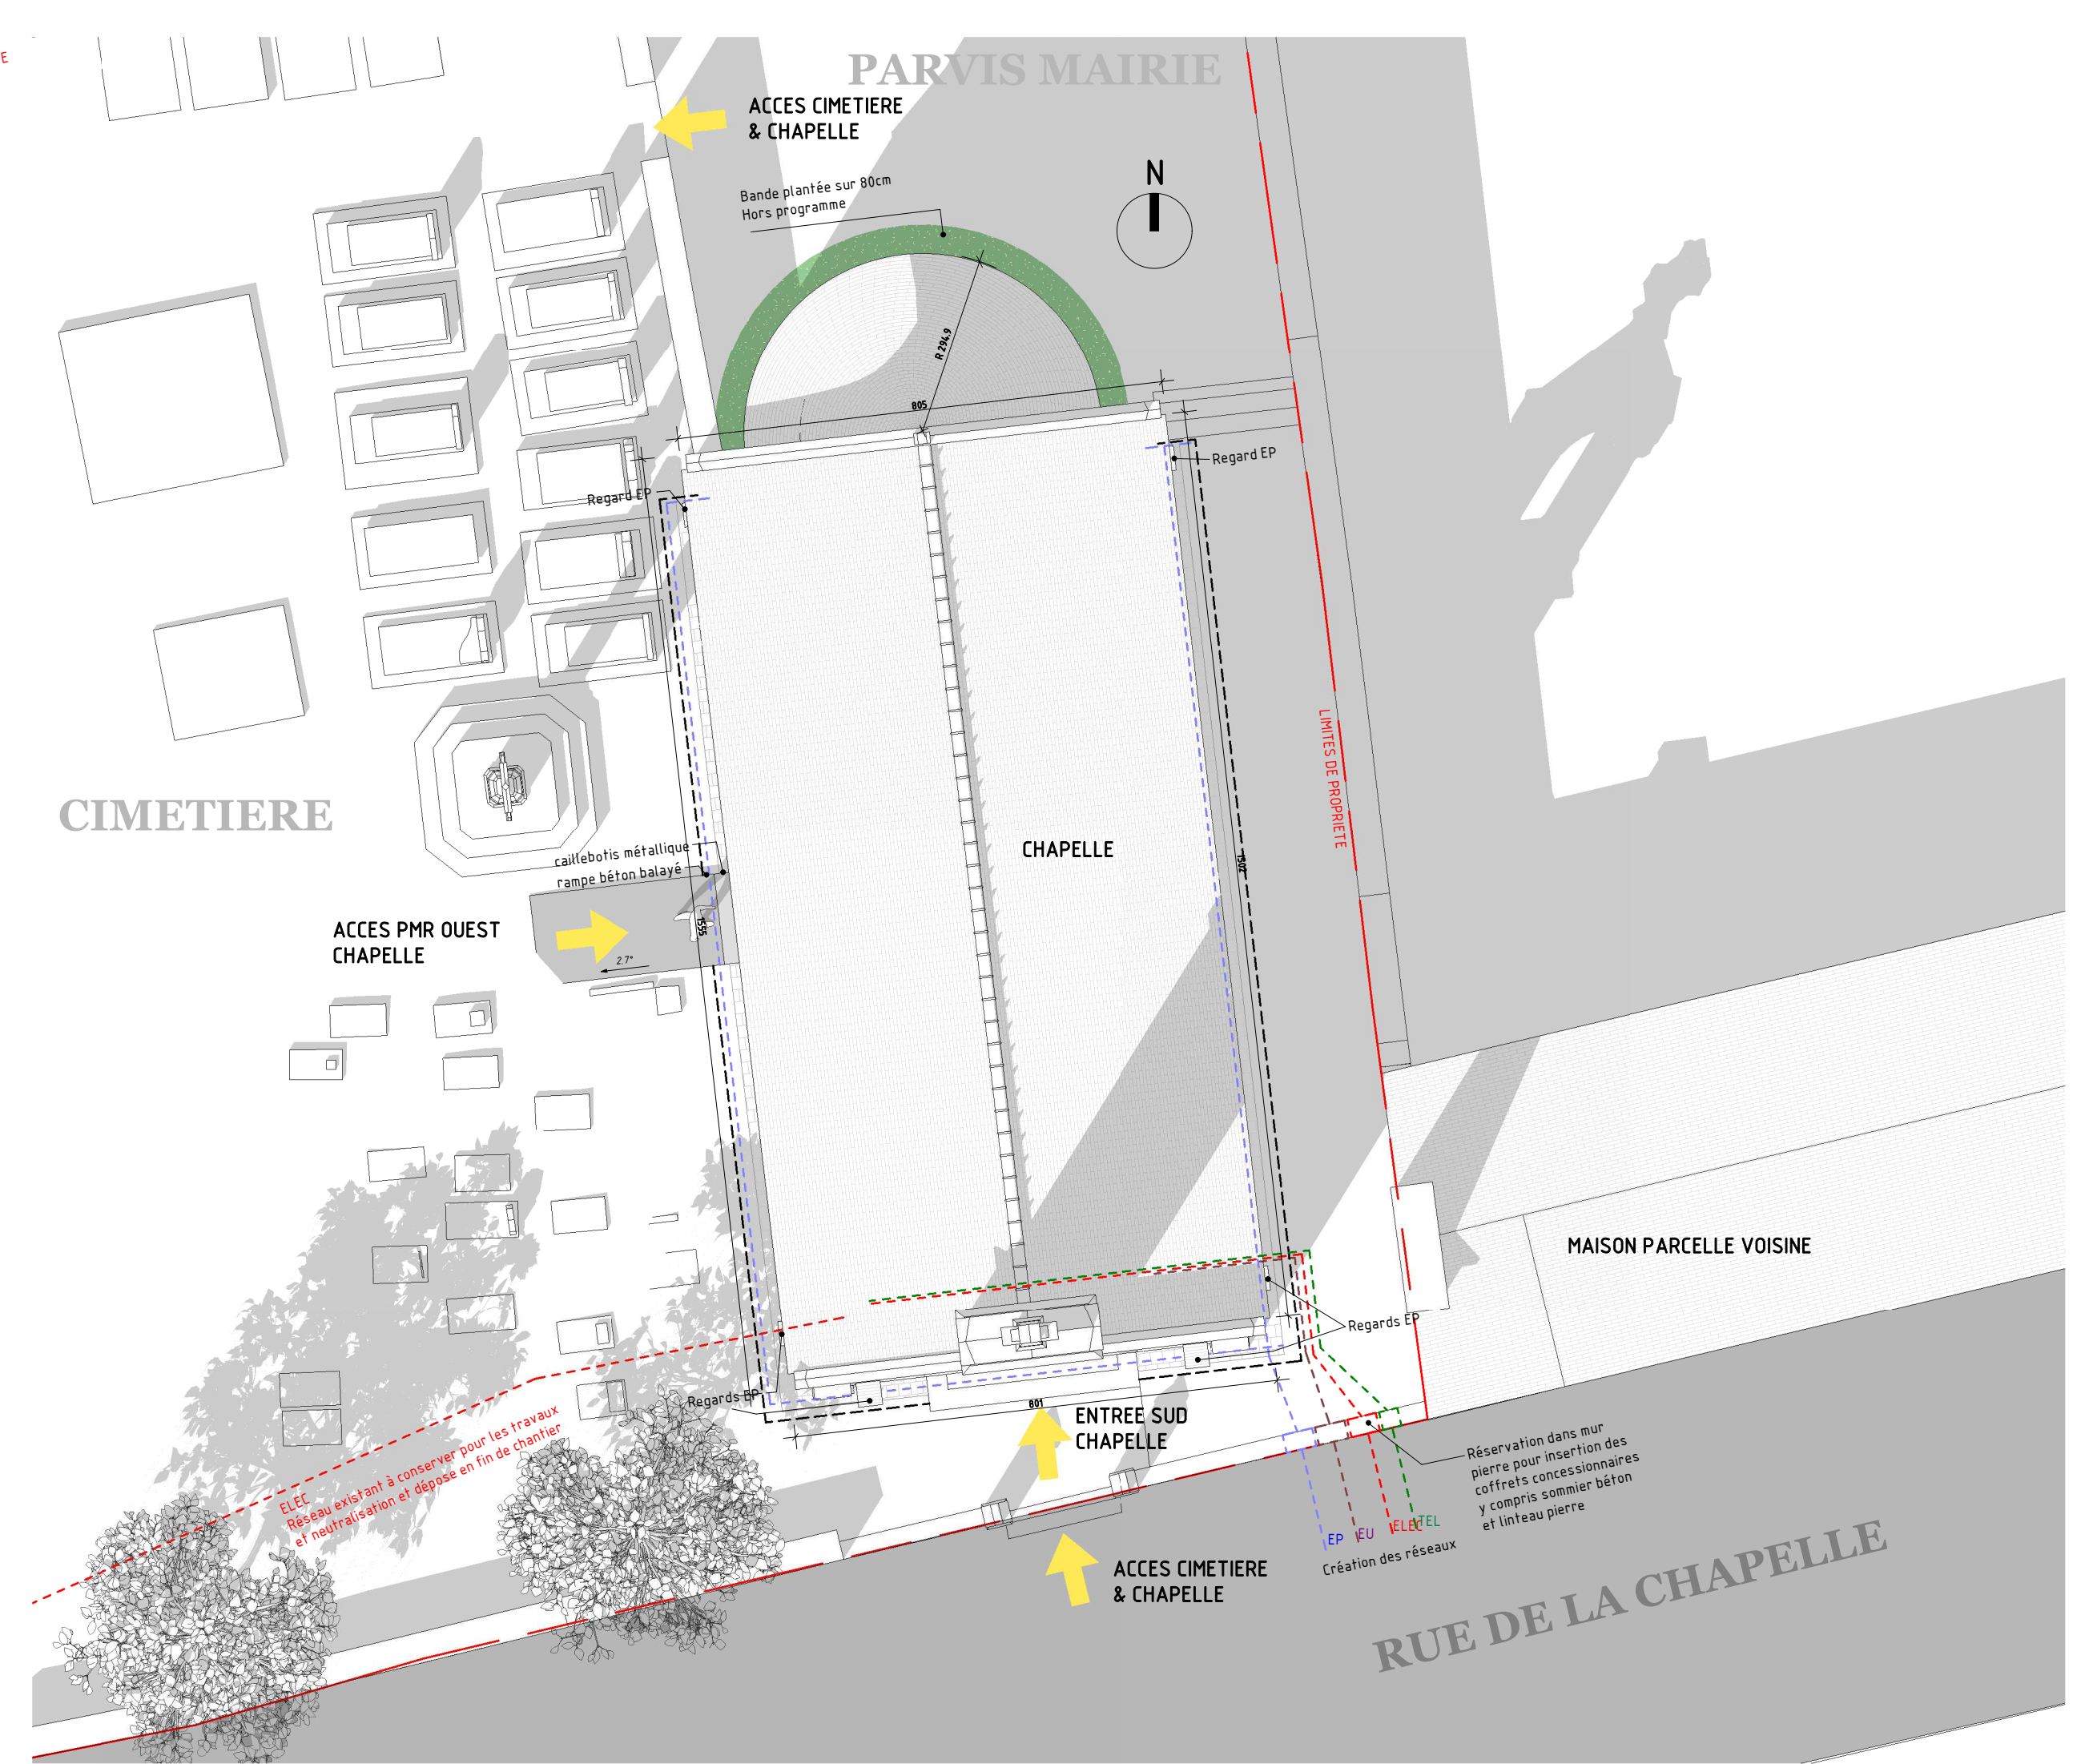 E
PARVIS MAIRIE
ACCES CIMETIERE
& CHAPELLE
N
Bande plantée sur 80cm
Hors programme
R 294.9
805
Regard EP
Regard EP
LIMITES DE PROPRIETE
CIMETIERE
CHAPELLE
1502
caillebotis métallique
rampe béton balayé
1555
ACCES PMR OUEST
CHAPELLE
2.7°
MAISON PARCELLE VOISINE
Regards EP
Regards EP
801
ENTREE SUD
CHAPELLE
ELEC
Réseau existant à conserver pour les travaux
et neutralisation et dépose en fin de chantier
Réservation dans mur
pierre pour insertion des
coffrets concessionnaires
y compris sommier béton
et linteau pierre
EP
EU
ELEC
TEL
Création des réseaux
ACCES CIMETIERE
& CHAPELLE
RUE DE LA CHAPELLE